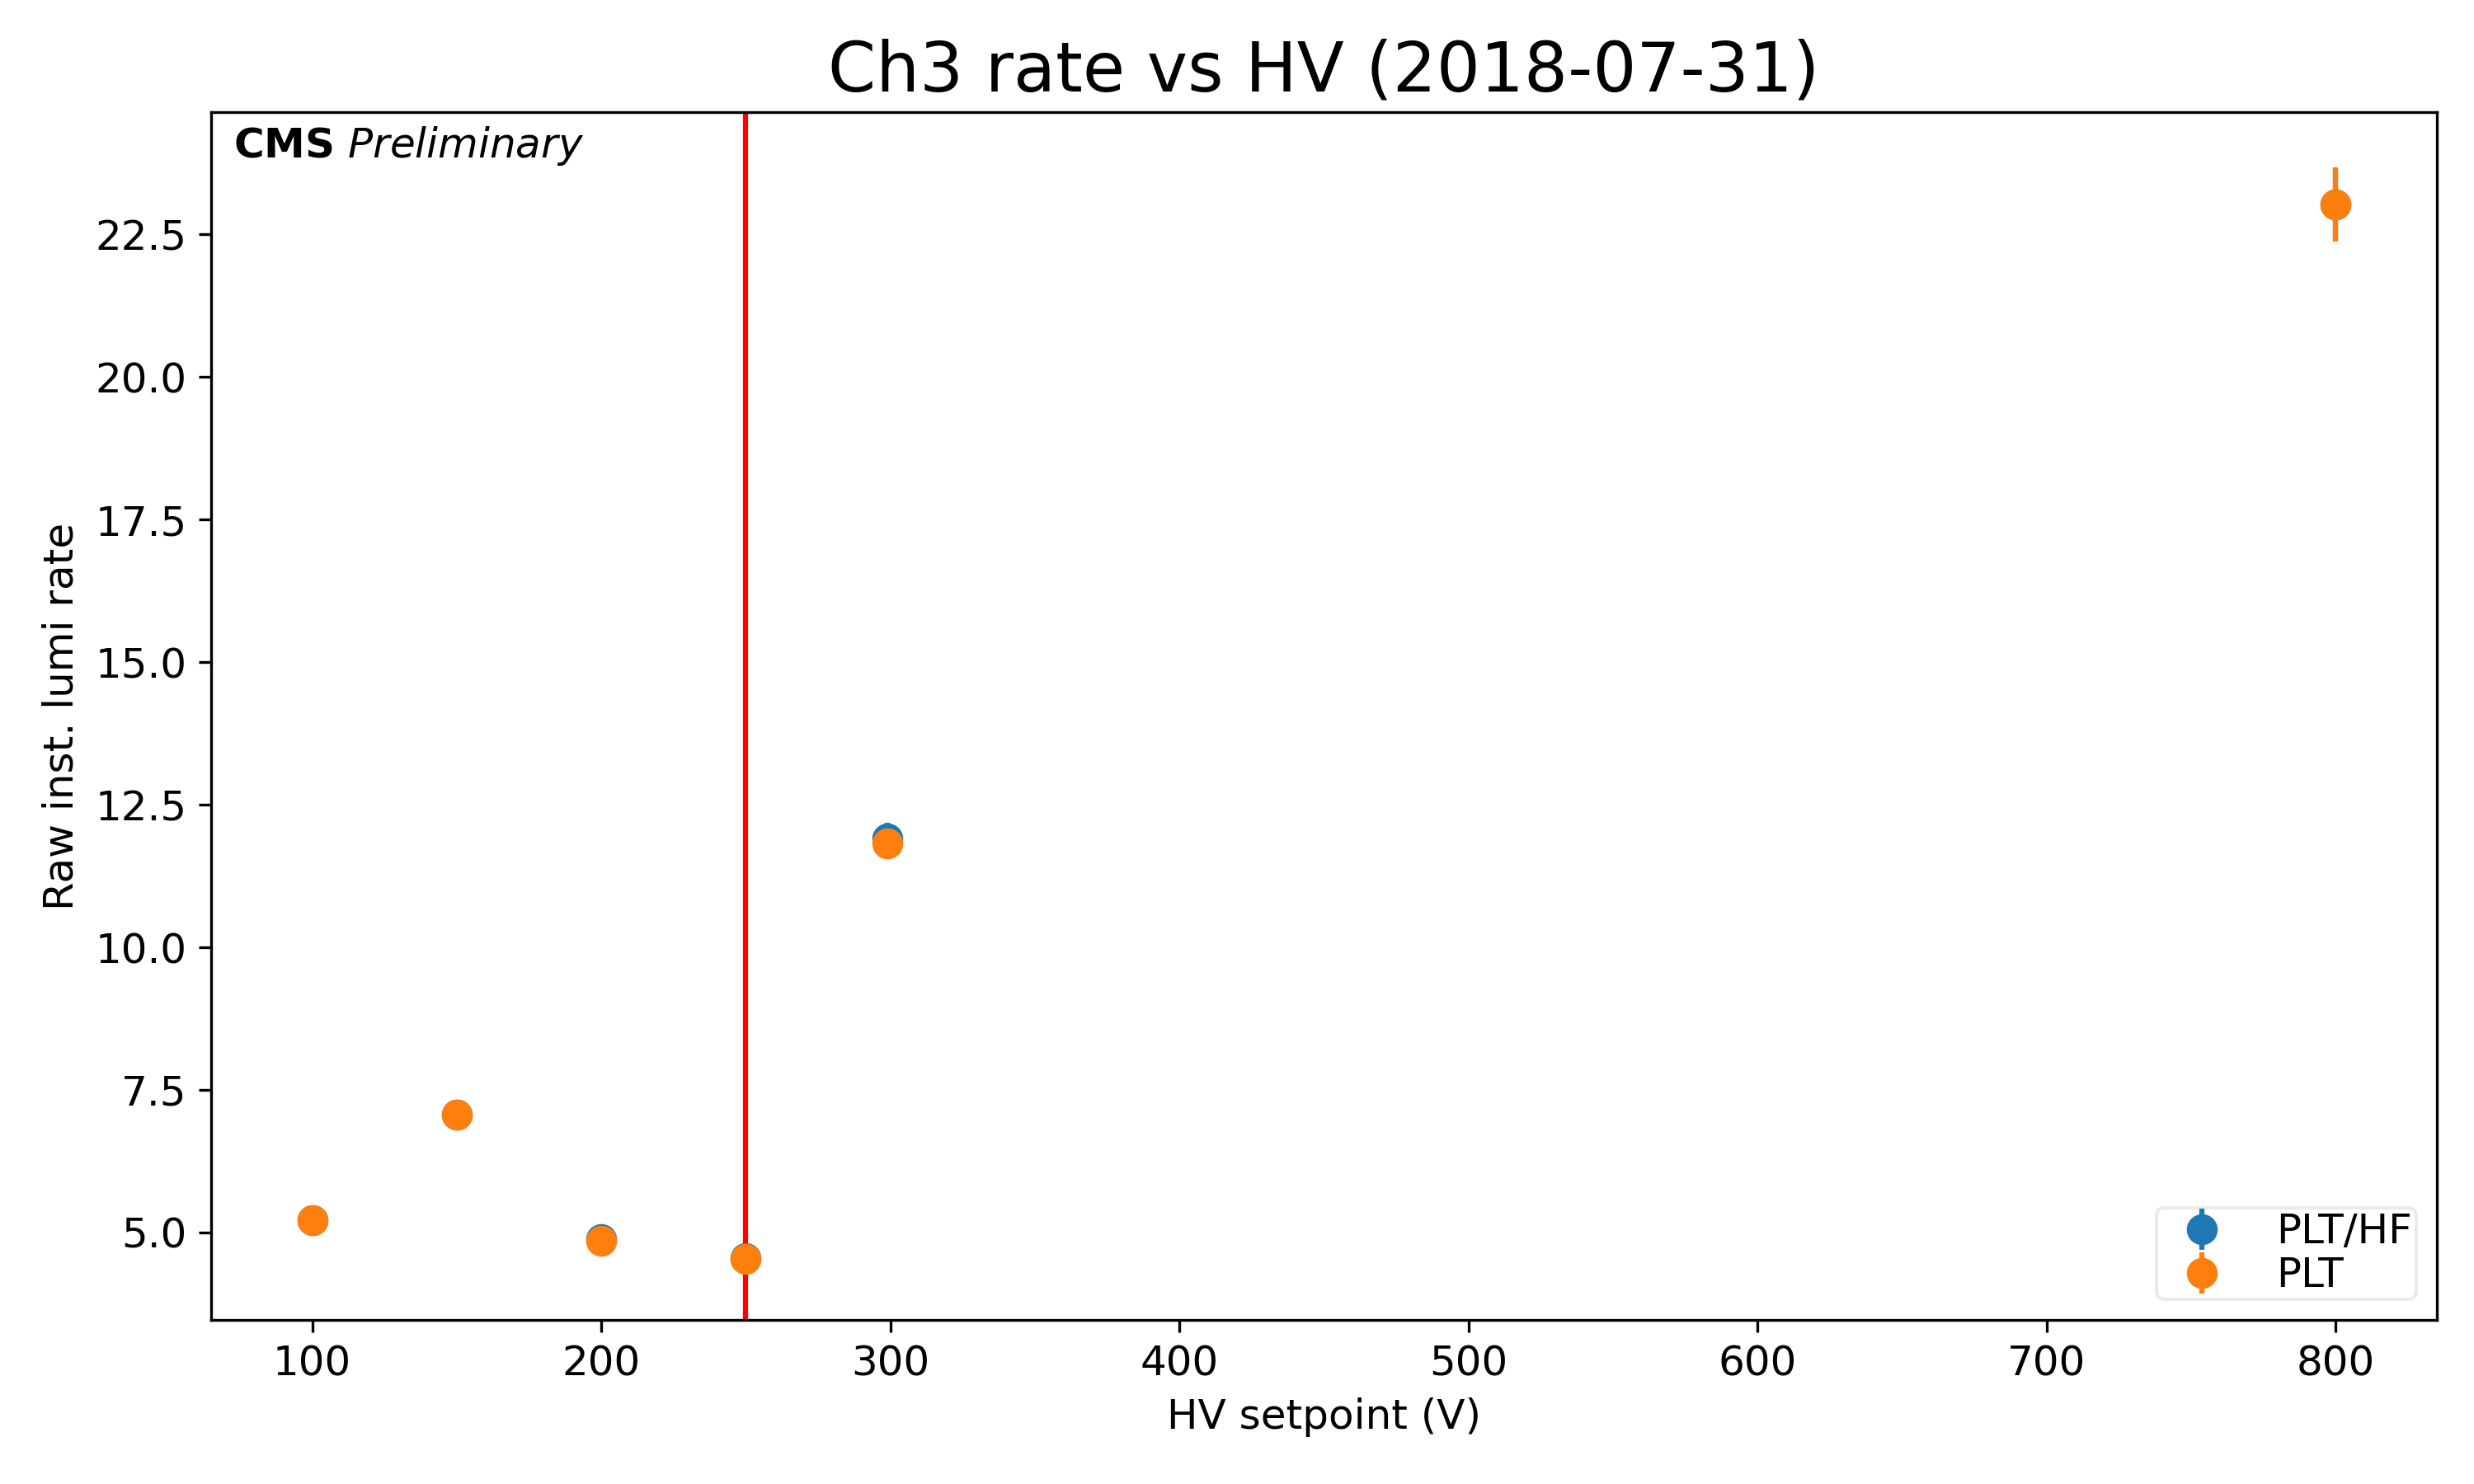 Ch3 rate vs HV (2018-07-31)
CMS Preliminary
22.5
20.0
17.5
15.0
12.5
10.0
7.5
5.0
Raw inst. lumi rate
PLT/HF
PLT
100 200 300 400 500 600 700 800
HV setpoint (V)